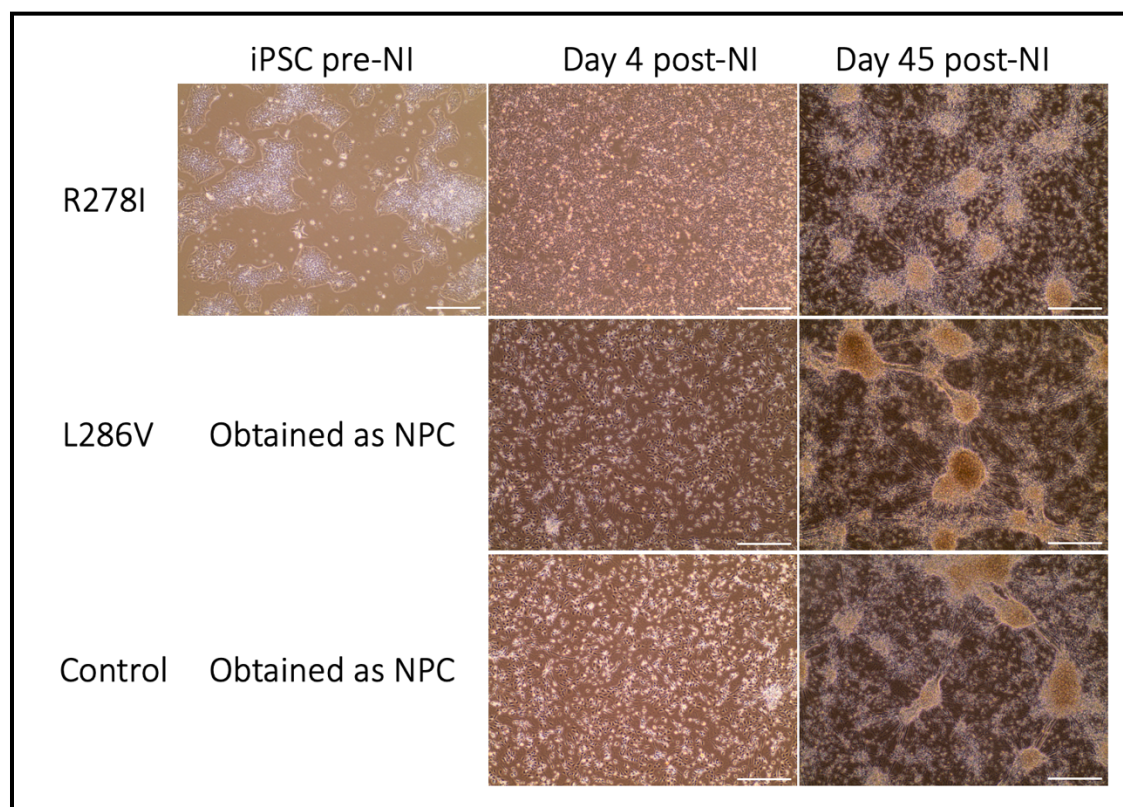 iPSC pre-NI Day 4 post-NI Day 45 post-NI
R278I
L286V Obtained as NPC
Control Obtained as NPC